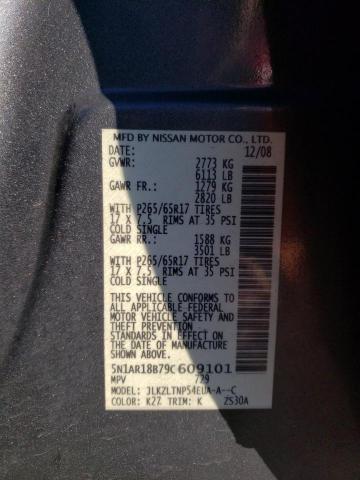 MFD BY NISSAN MOTOR CO., LTD.
DATE: 12/08
GVWR: 2773 KG
6113 LB
GAWR FR.: 1279 KG
2820 LB
WITH P265/65R17 TIRES
17 X 7.5 RIMS AT 35 PSI
COLD SINGLE
GAWR RR.: 1588 KG
3501 LB
WITH P265/65R17 TIRES
17 X 7.5 RIMS AT 35 PSI
COLD SINGLE
THIS VEHICLE CONFORMS TO
ALL APPLICABLE FEDERAL
MOTOR VEHICLE SAFETY AND
THEFT PREVENTION
STANDARDS IN EFFECT ON THE
DATE OF MANUFACTURE SHOWN
ABOVE.
5N1AR18B79C609101
MPV 729
MODEL: JLKZLTNP54EUA-A--C
COLOR: K27 TRIM: K ZS30A